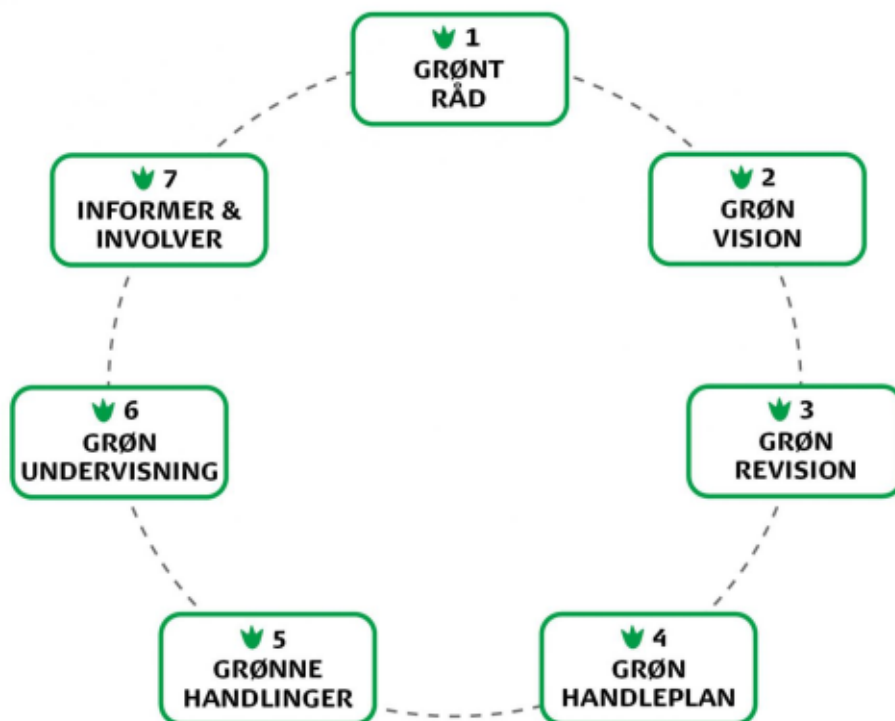 1
GRØNT
RÅD
2
GRØN
VISION
3
GRØN
REVISION
4
GRØN
HANDLEPLAN
5
GRØNNE
HANDLINGER
6
GRØN
UNDERVISNING
7
INFORMER &
INVOLVER